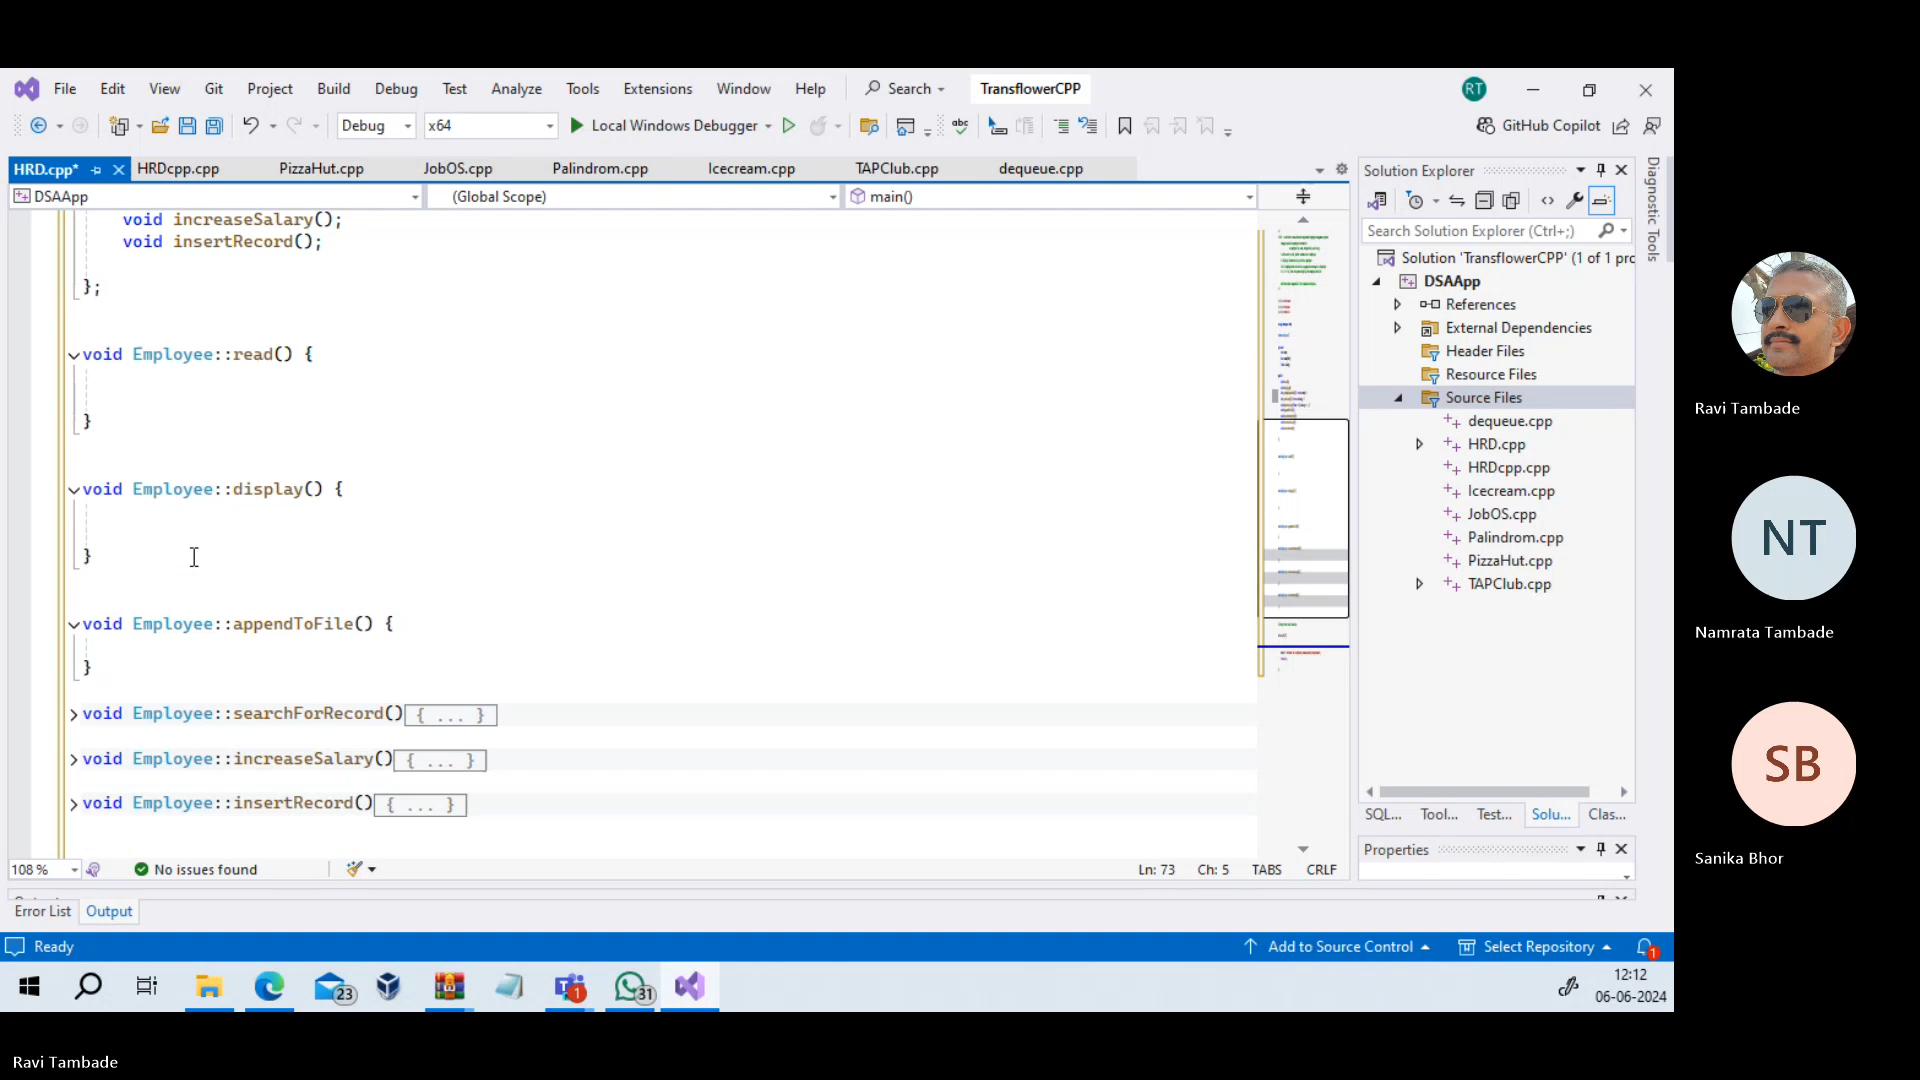 File Edit View Git Project Build Debug Test Analyze Tools Extensions Window Help Search TransflowerCPP RT
Debug x64 Local Windows Debugger abc GitHub Copilot
HRD.cpp* HRDcpp.cpp PizzaHut.cpp JobOS.cpp Palindrom.cpp Icecream.cpp TAPClub.cpp dequeue.cpp
DSAApp (Global Scope) main()
void increaseSalary();
void insertRecord();
};
void Employee::read() {
}
void Employee::display() {
}
void Employee::appendToFile() {
}
void Employee::searchForRecord(){ ... }
void Employee::increaseSalary(){ ... }
void Employee::insertRecord(){ ... }
108 % No issues found Ln: 73 Ch: 5 TABS CRLF
Error List Output
Ready Add to Source Control Select Repository 1
Solution Explorer
Search Solution Explorer (Ctrl+;)
Solution 'TransflowerCPP' (1 of 1 pro
DSAApp
References
External Dependencies
Header Files
Resource Files
Source Files
dequeue.cpp
HRD.cpp
HRDcpp.cpp
Icecream.cpp
JobOS.cpp
Palindrom.cpp
PizzaHut.cpp
TAPClub.cpp
SQL... Tool... Test... Solu... Clas...
Properties
Diagnostic Tools
23 1 31
12:12
06-06-2024
Ravi Tambade
NT
Namrata Tambade
SB
Sanika Bhor
Ravi Tambade